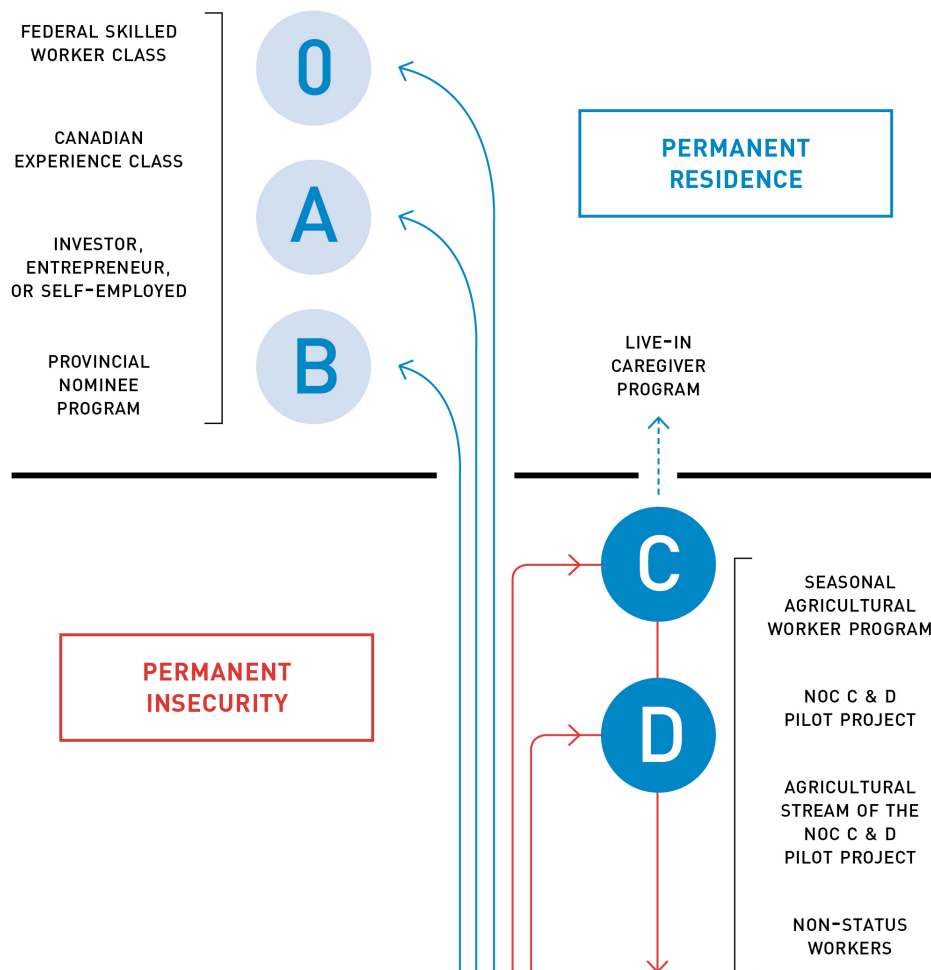 FEDERAL SKILLED
WORKER CLASS
CANADIAN
EXPERIENCE CLASS
INVESTOR,
ENTREPRENEUR,
OR SELF-EMPLOYED
PROVINCIAL
NOMINEE
PROGRAM
0
A
B
PERMANENT
RESIDENCE
LIVE-IN
CAREGIVER
PROGRAM
PERMANENT
INSECURITY
C
D
SEASONAL
AGRICULTURAL
WORKER PROGRAM
NOC C & D
PILOT PROJECT
AGRICULTURAL
STREAM OF THE
NOC C & D
PILOT PROJECT
NON-STATUS
WORKERS